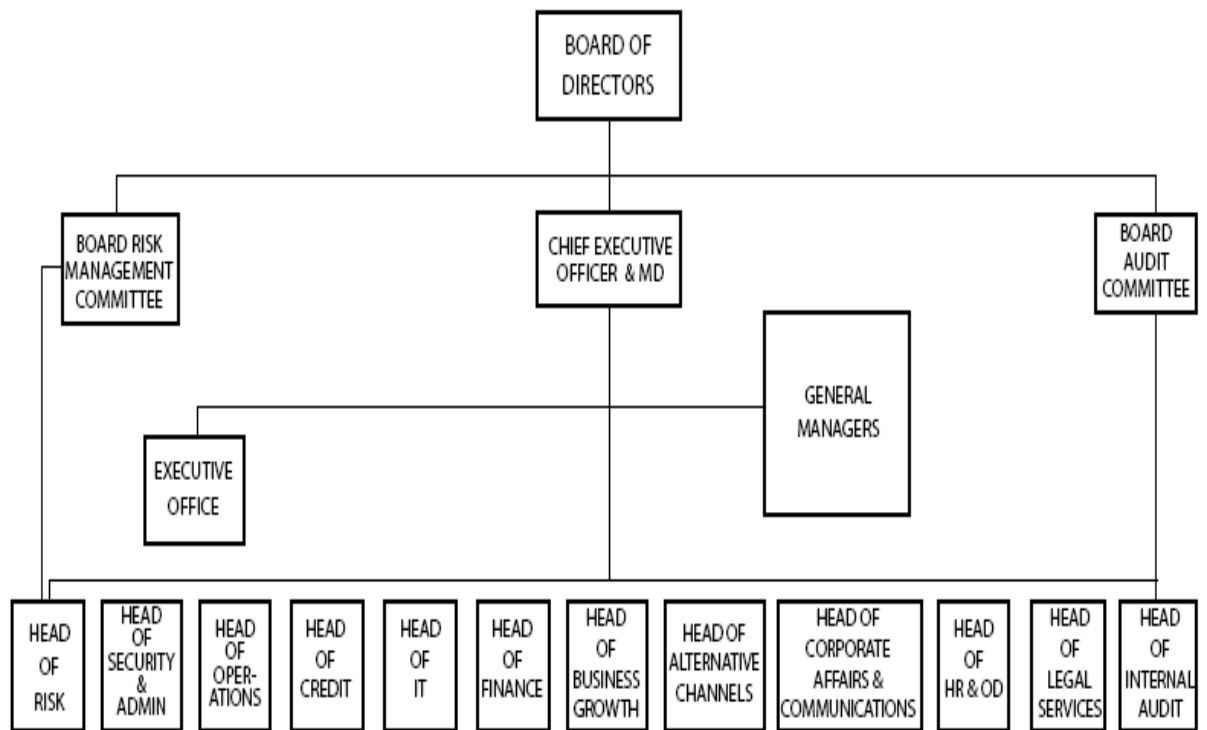 BOARD OF
DIRECTORS
BOARD RISK
MANAGEMENT
COMMITTEE
CHIEF EXECUTIVE
OFFICER & MD
BOARD
AUDIT
COMMITTEE
GENERAL
MANAGERS
EXECUTIVE
OFFICE
HEAD
OF
RISK
HEAD
OF
SECURITY
&
ADMIN
HEAD
OF
OPER-
ATIONS
HEAD
OF
CREDIT
HEAD
OF
IT
HEAD
OF
FINANCE
HEAD
OF
BUSINESS
GROWTH
HEAD OF
ALTERNATIVE
CHANNELS
HEAD OF
CORPORATE
AFFAIRS &
COMMUNICATIONS
HEAD
OF
HR & OD
HEAD
OF
LEGAL
SERVICES
HEAD
OF
INTERNAL
AUDIT